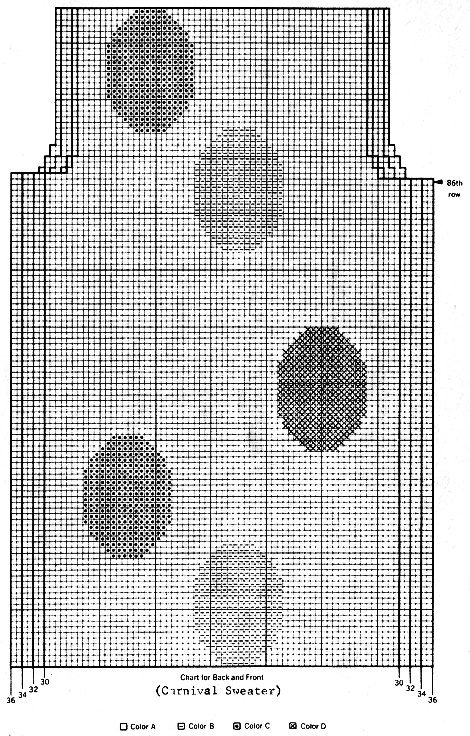 86th
row
30 30
32 32
34 34
36 36
Chart for Back and Front
(Carnival Sweater)
Color A Color B Color C Color D